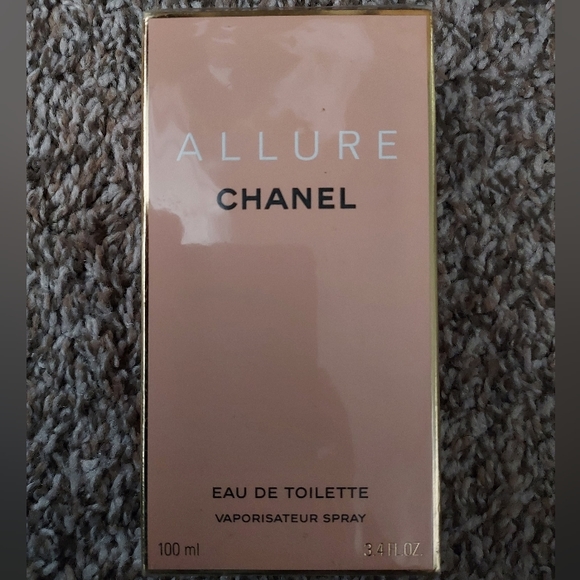 ALLURE
CHANEL
EAU DE TOILETTE
VAPORISATEUR SPRAY
100 ml 3.4 FL.OZ.